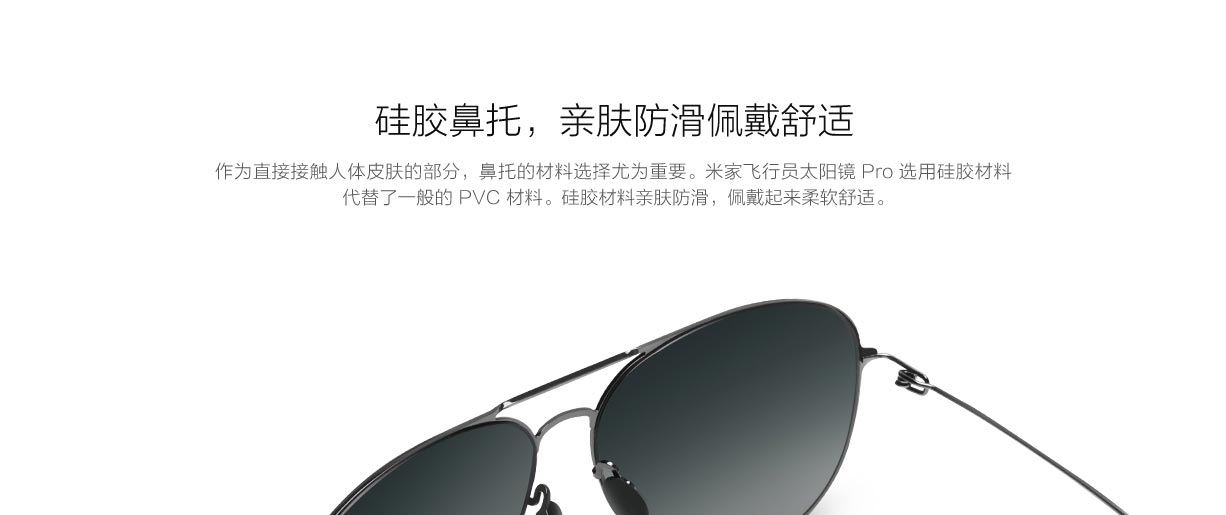 硅胶鼻托，亲肤防滑佩戴舒适
作为直接接触人体皮肤的部分，鼻托的材料选择尤为重要。米家飞行员太阳镜 Pro 选用硅胶材料
代替了一般的 PVC 材料。硅胶材料亲肤防滑，佩戴起来柔软舒适。